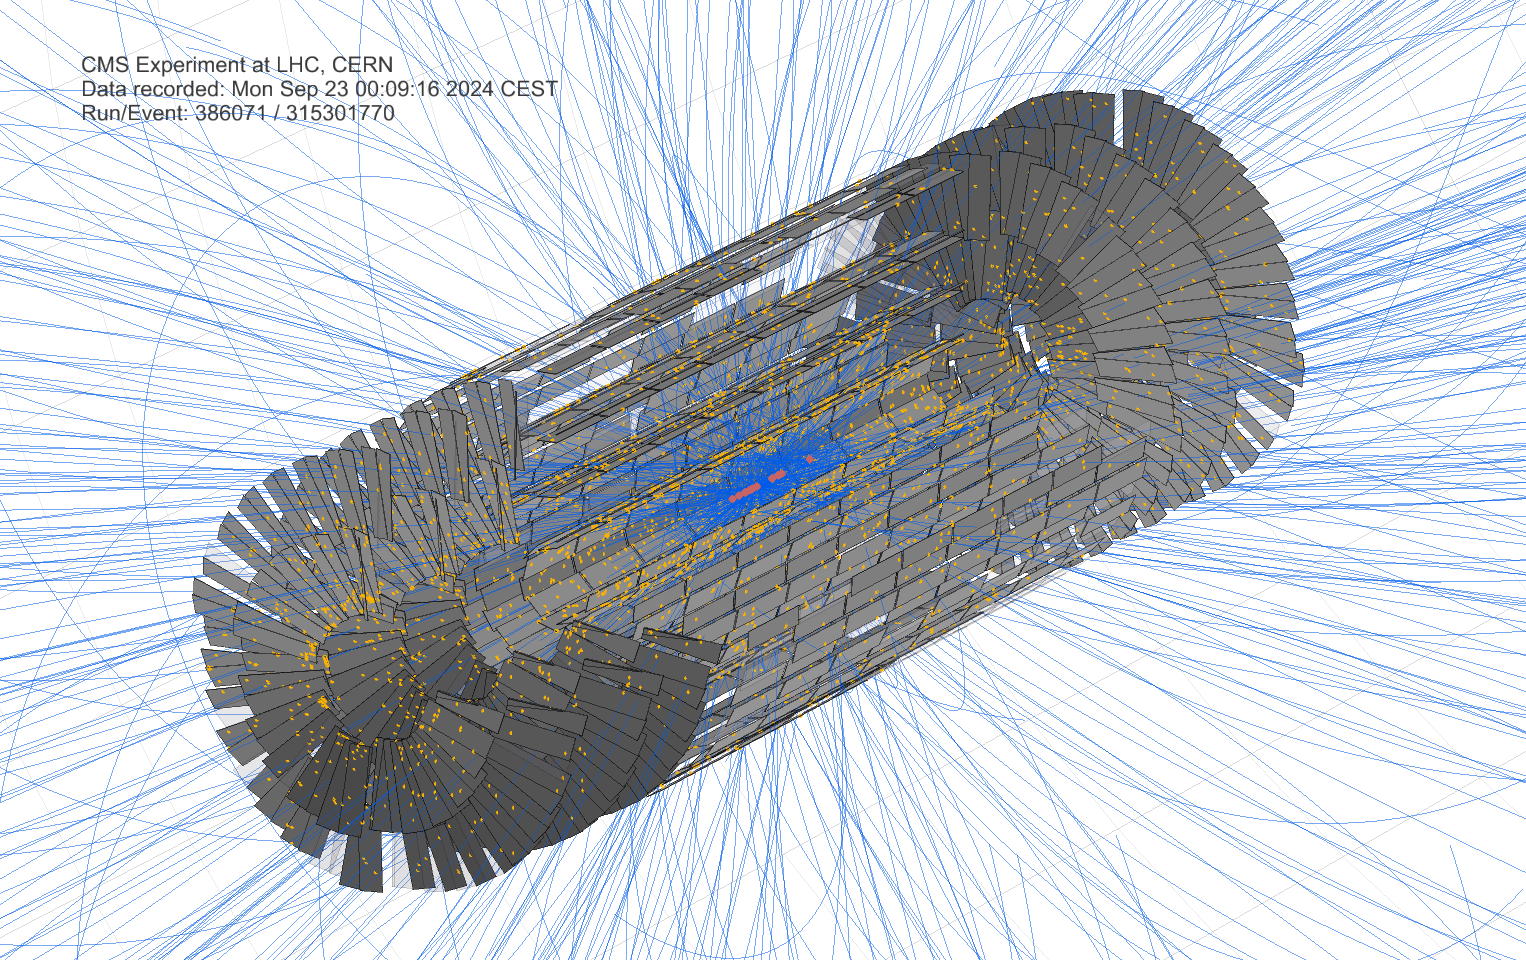 CMS Experiment at LHC, CERN
Data recorded: Mon Sep 23 00:09:16 2024 CEST
Run/Event: 386071 / 315301770